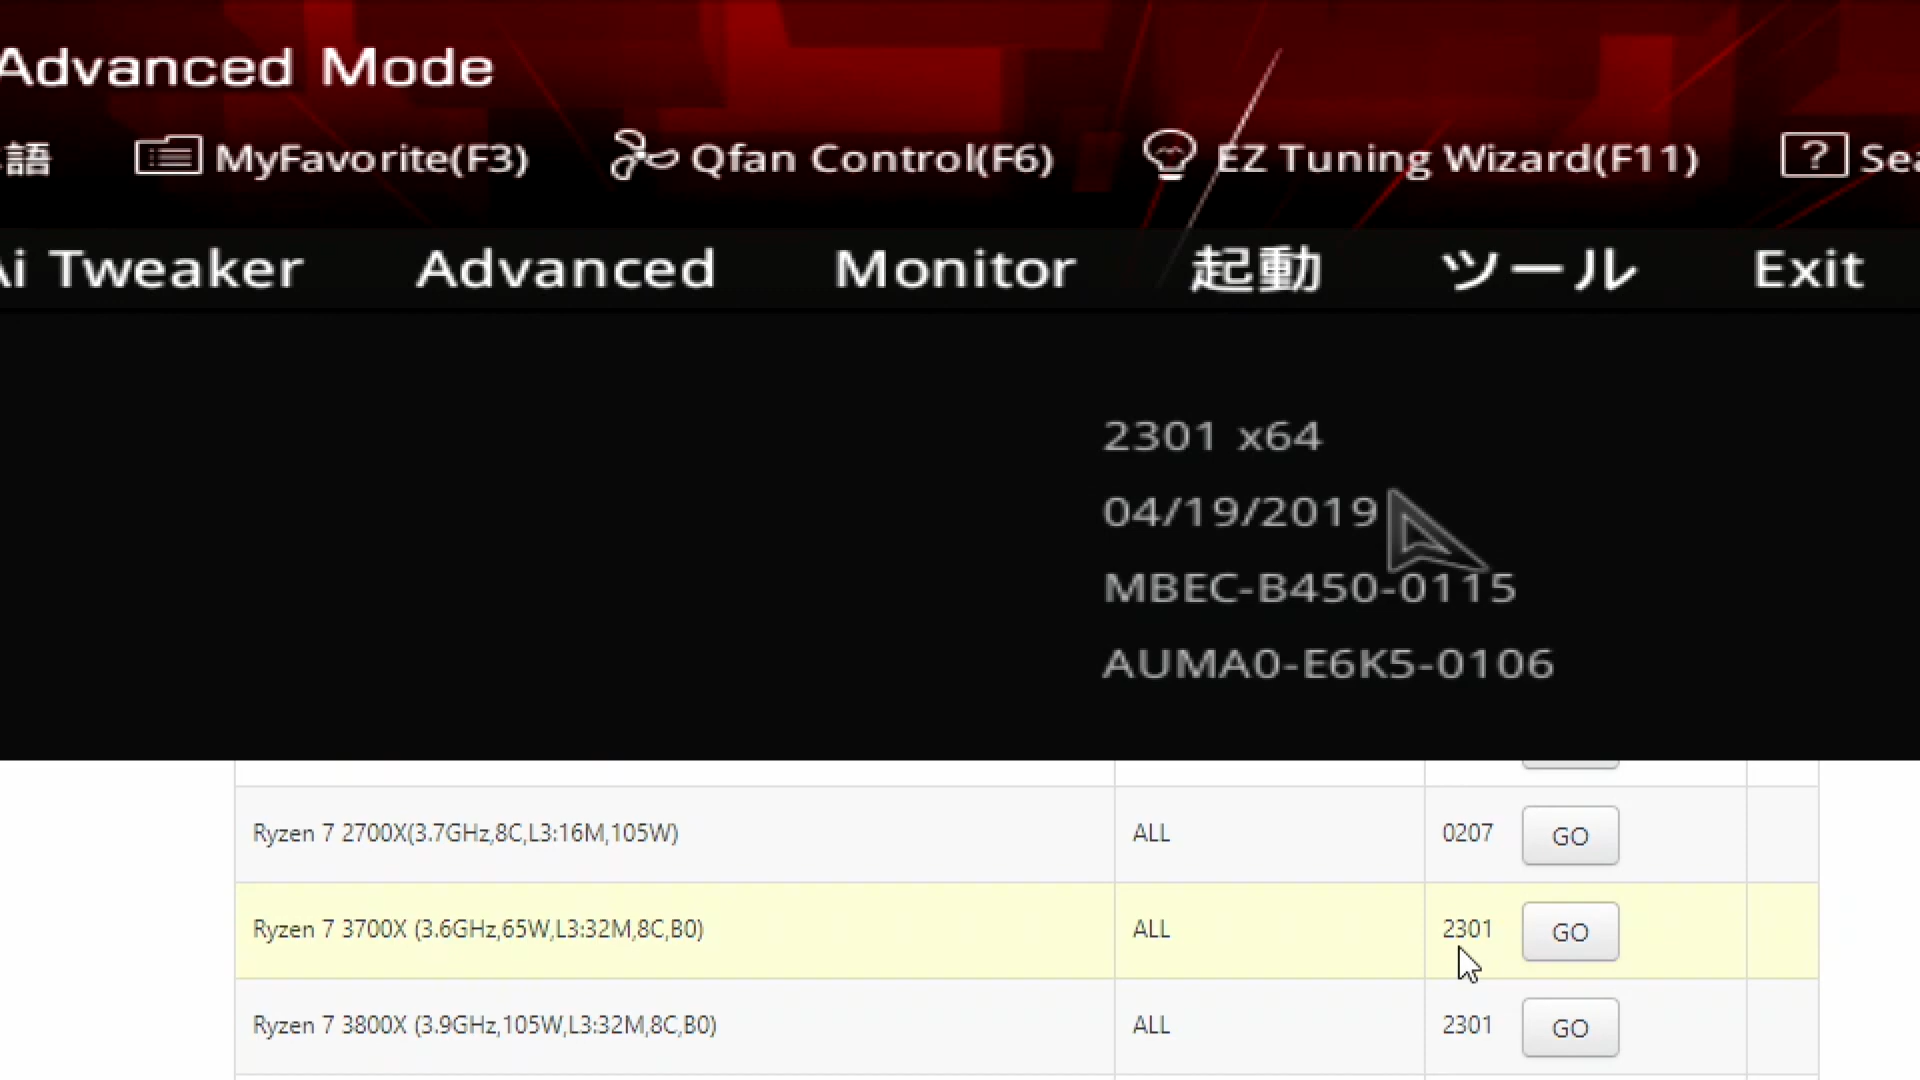 Advanced Mode
語 MyFavorite(F3) Qfan Control(F6) EZ Tuning Wizard(F11) ? Sea
Ai Tweaker Advanced Monitor 起動 ツール Exit
2301 x64
04/19/2019
MBEC-B450-0115
AUMA0-E6K5-0106
Ryzen 7 2700X(3.7GHz,8C,L3:16M,105W) ALL 0207 GO
Ryzen 7 3700X (3.6GHz,65W,L3:32M,8C,B0) ALL 2301 GO
Ryzen 7 3800X (3.9GHz,105W,L3:32M,8C,B0) ALL 2301 GO